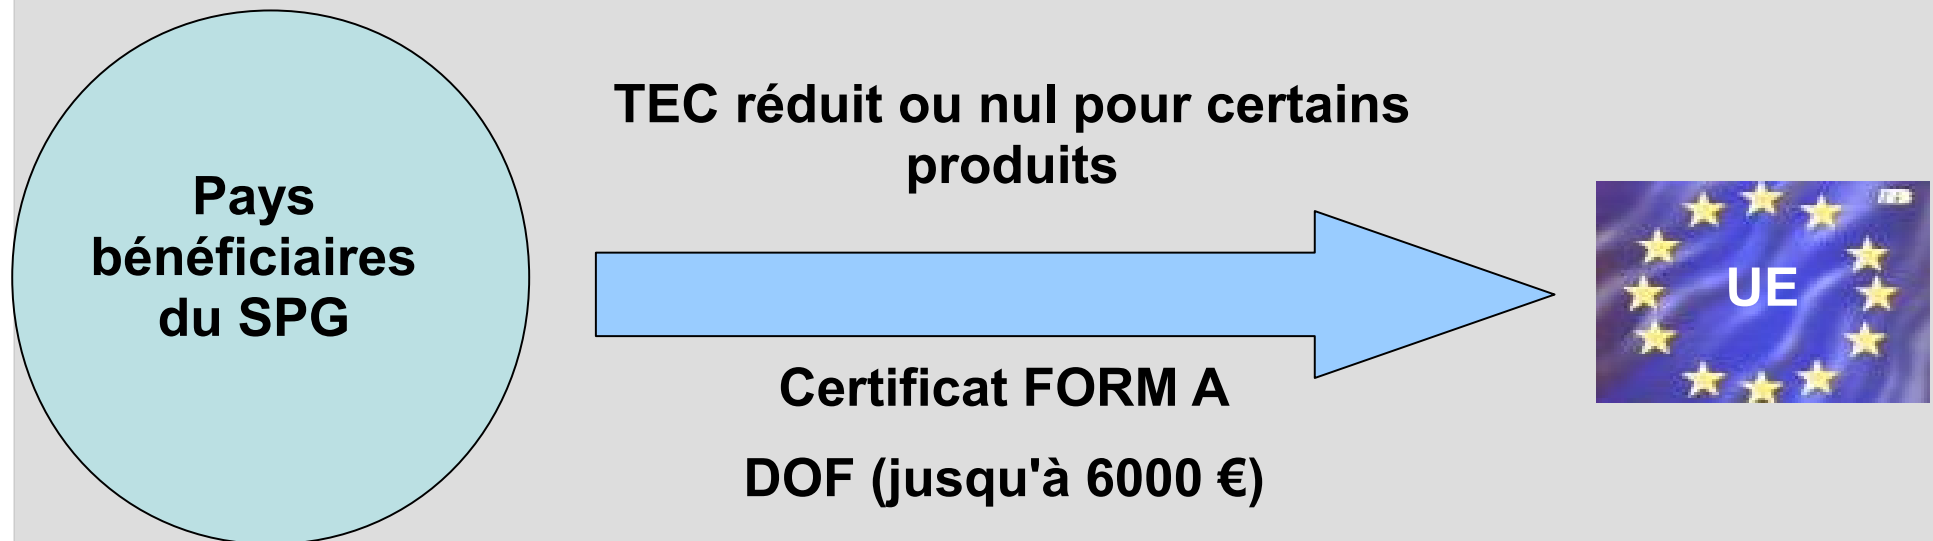 Pays
bénéficiaires
du SPG
TEC réduit ou nul pour certains
produits
Certificat FORM A
DOF (jusqu'à 6000 €)
UE